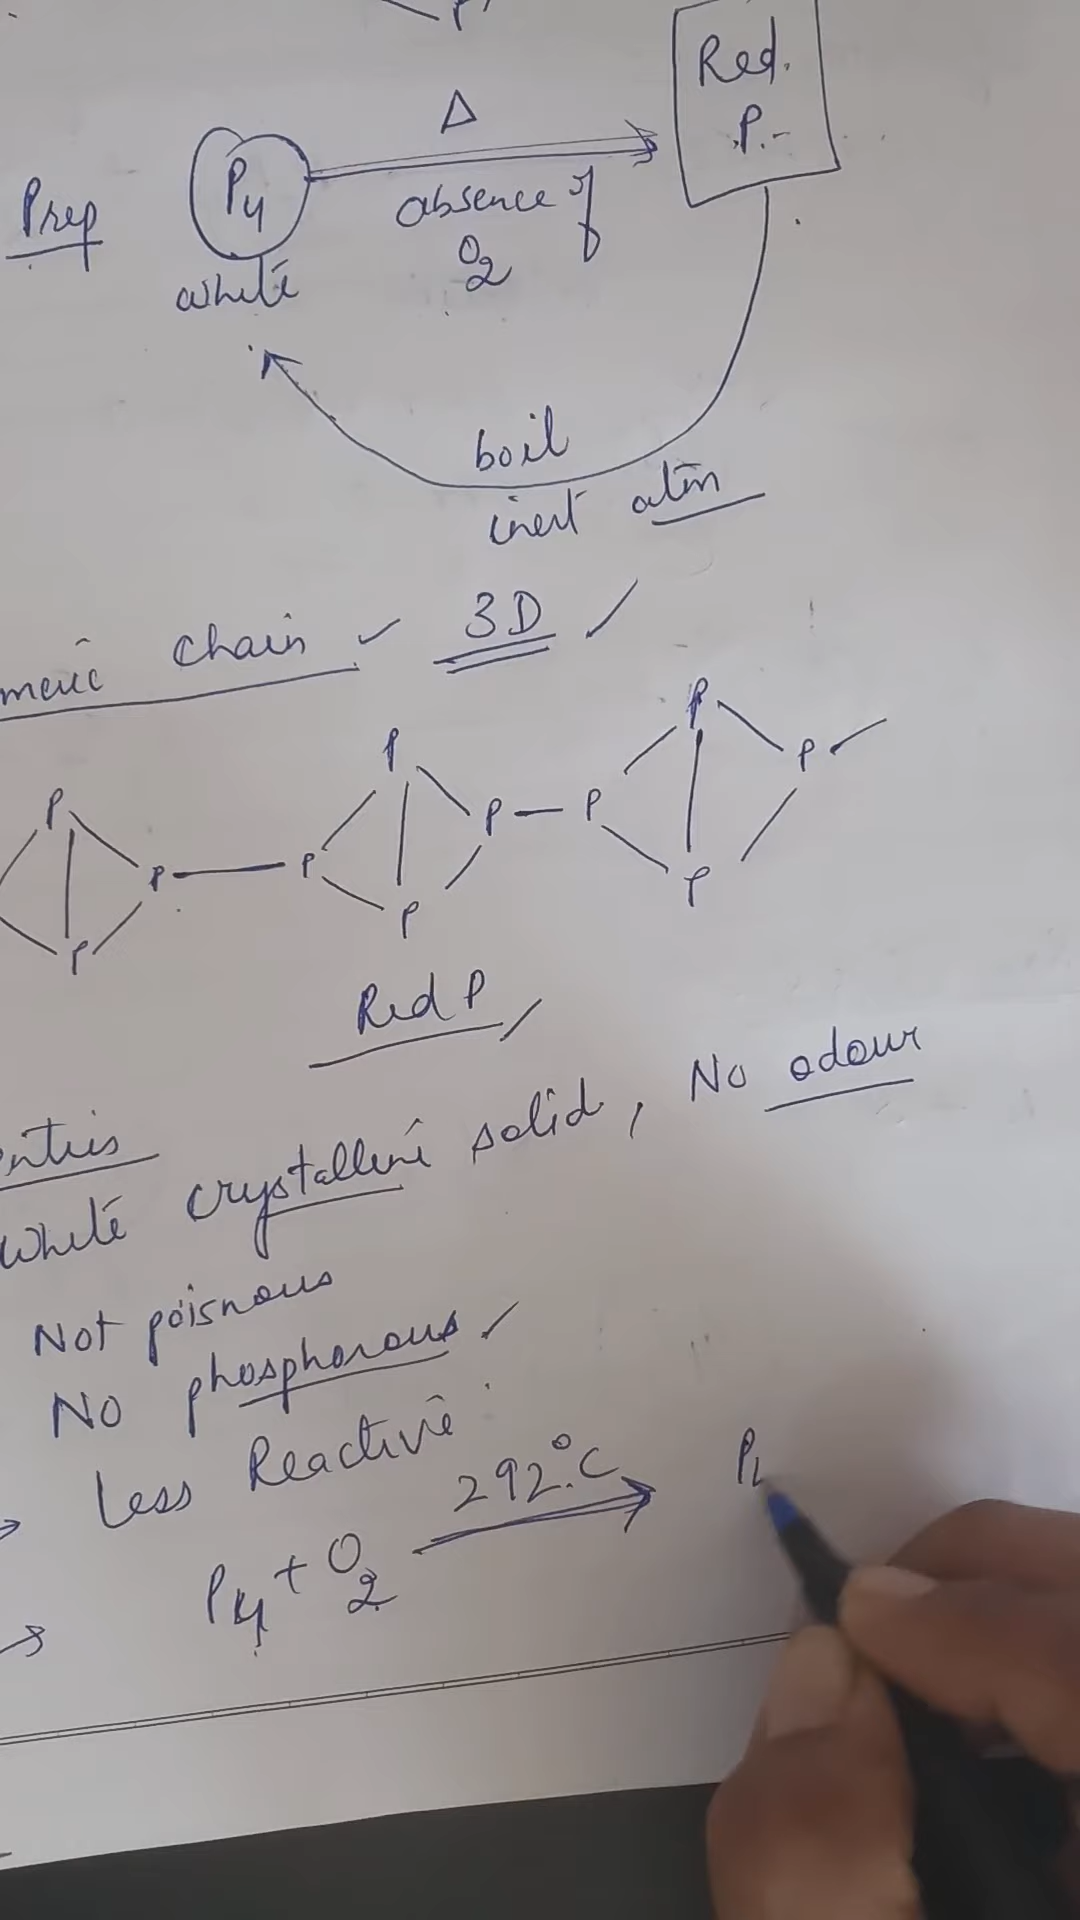 P
Red.
P.-
Δ
Prep P4 absence of
O2
white
boil
inert atm
meric chain ✓ 3D ✓
P P P
P P P P P
P P P
Red P
White crystalline solid, No odour
Not poisnous
No phosphorous ✓
Less Reactive
292°C
P4 + O2 → P